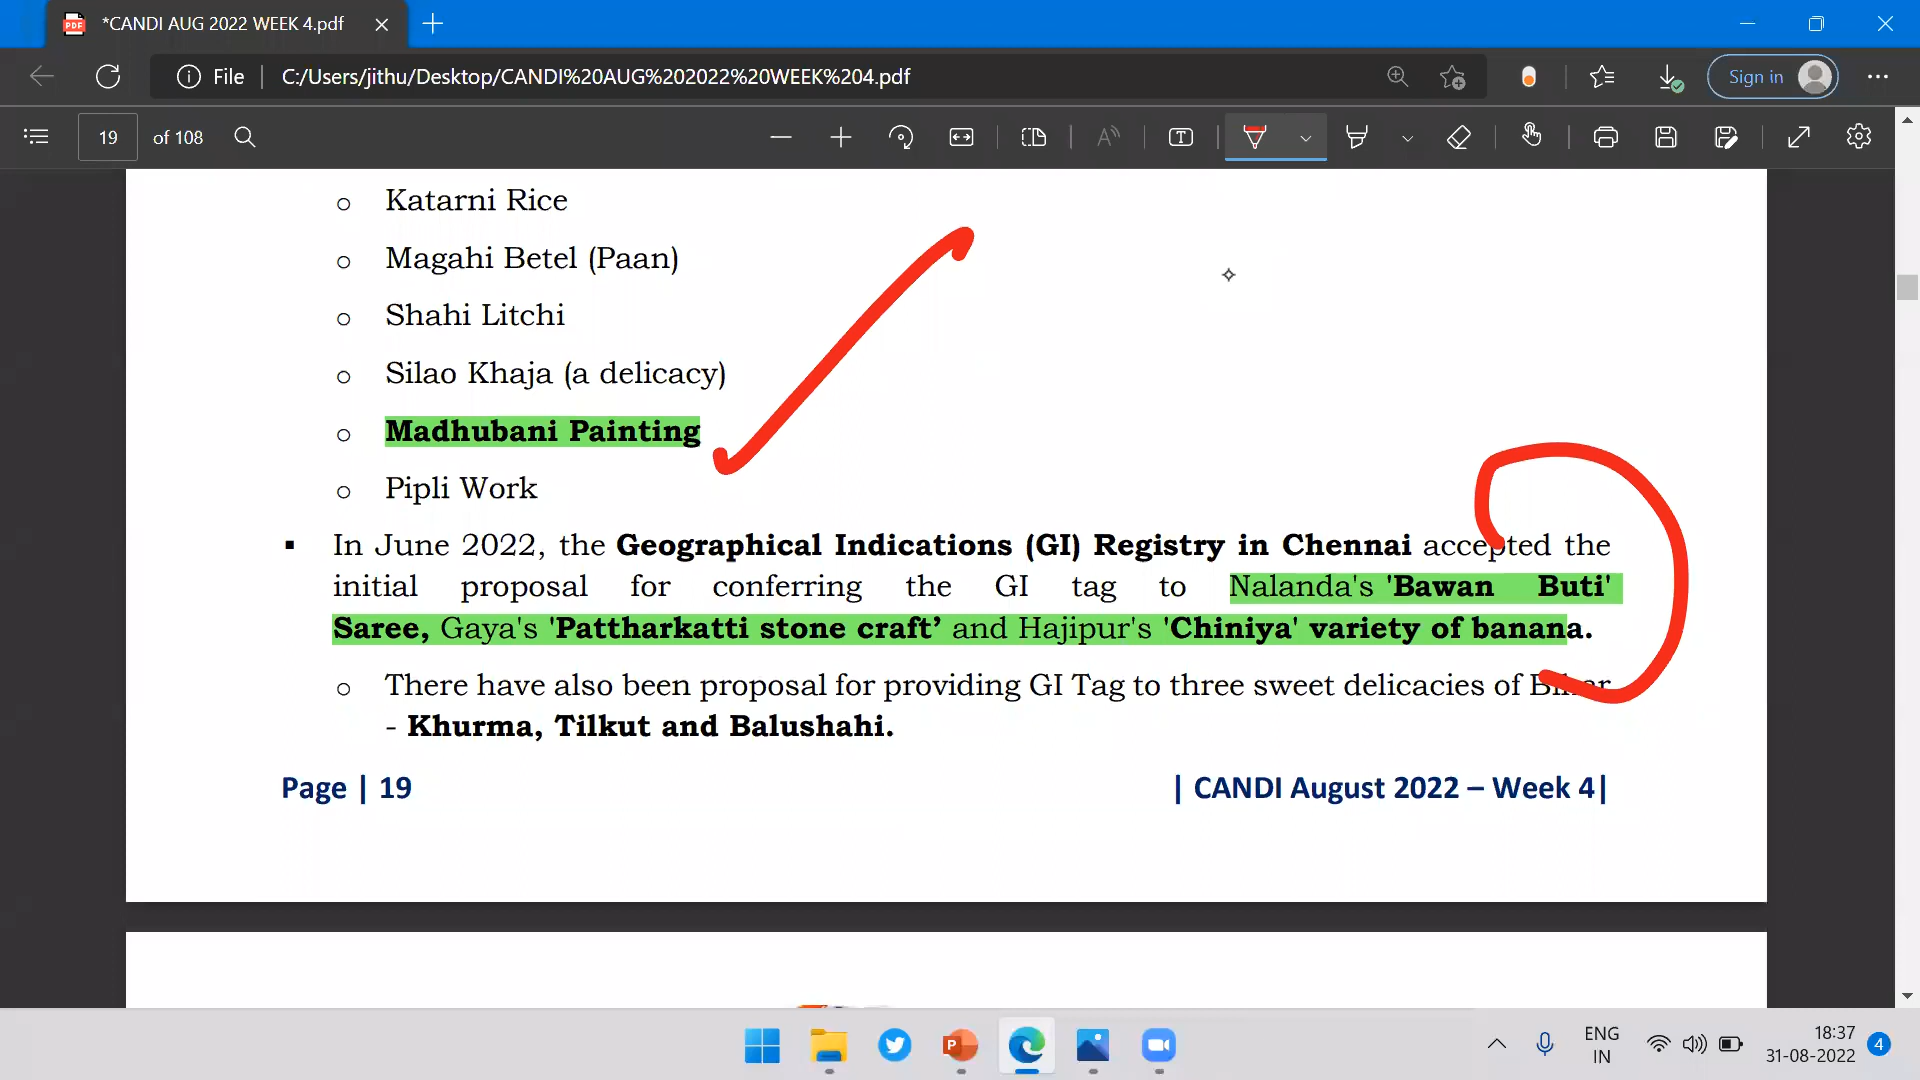 *CANDI AUG 2022 WEEK 4.pdf
File
C:/Users/jithu/Desktop/CANDI%20AUG%202022%20WEEK%204.pdf
Sign in
19 of 108
Katarni Rice
Magahi Betel (Paan)
Shahi Litchi
Silao Khaja (a delicacy)
Madhubani Painting
Pipli Work
In June 2022, the Geographical Indications (GI) Registry in Chennai accepted the
initial proposal for conferring the GI tag to Nalanda's 'Bawan Buti'
Saree, Gaya's 'Pattharkatti stone craft’ and Hajipur's 'Chiniya' variety of banana.
There have also been proposal for providing GI Tag to three sweet delicacies of Bihar
- Khurma, Tilkut and Balushahi.
Page | 19
| CANDI August 2022 – Week 4|
ENG
IN
18:37
31-08-2022
4